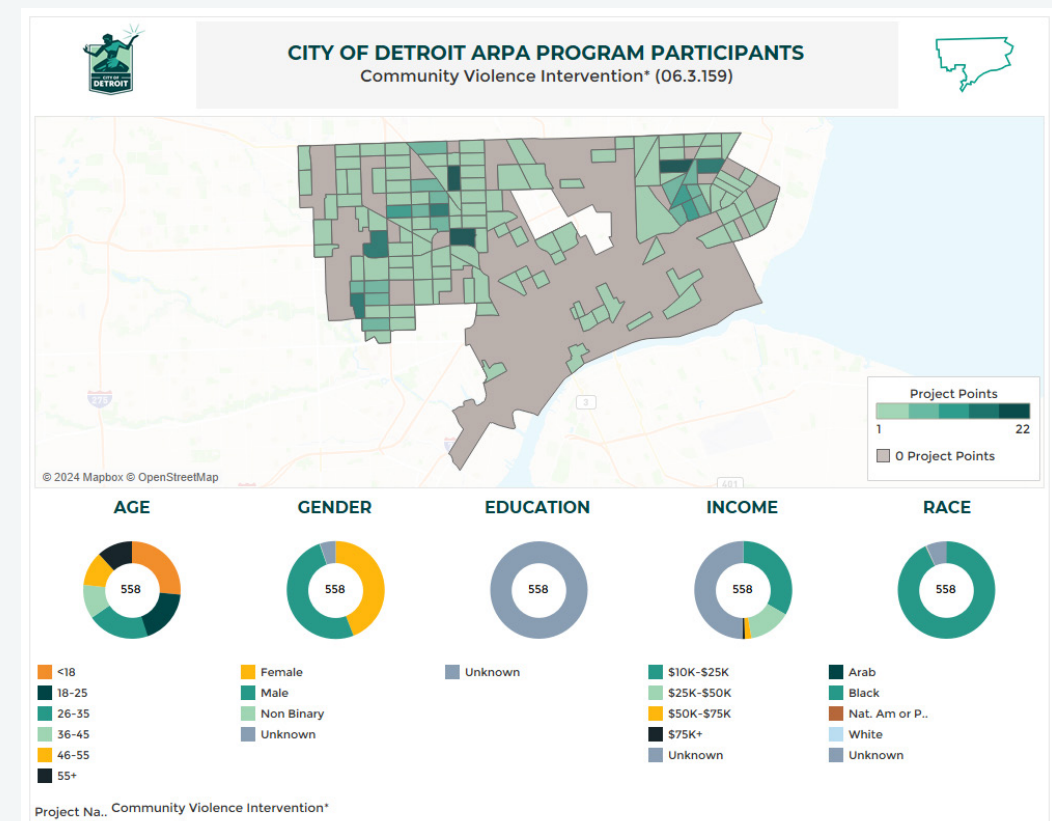 CITY OF
DETROIT
CITY OF DETROIT ARPA PROGRAM PARTICIPANTS
Community Violence Intervention* (06.3.159)
275
3
401
Project Points
1
22
0 Project Points
© 2024 Mapbox © OpenStreetMap
AGE
GENDER
EDUCATION
INCOME
RACE
558
558
558
558
558
<18
18-25
26-35
36-45
46-55
55+
Female
Male
Non Binary
Unknown
Unknown
$10K-$25K
$25K-$50K
$50K-$75K
$75K+
Unknown
Arab
Black
Nat. Am or P..
White
Unknown
Project Na.. Community Violence Intervention*